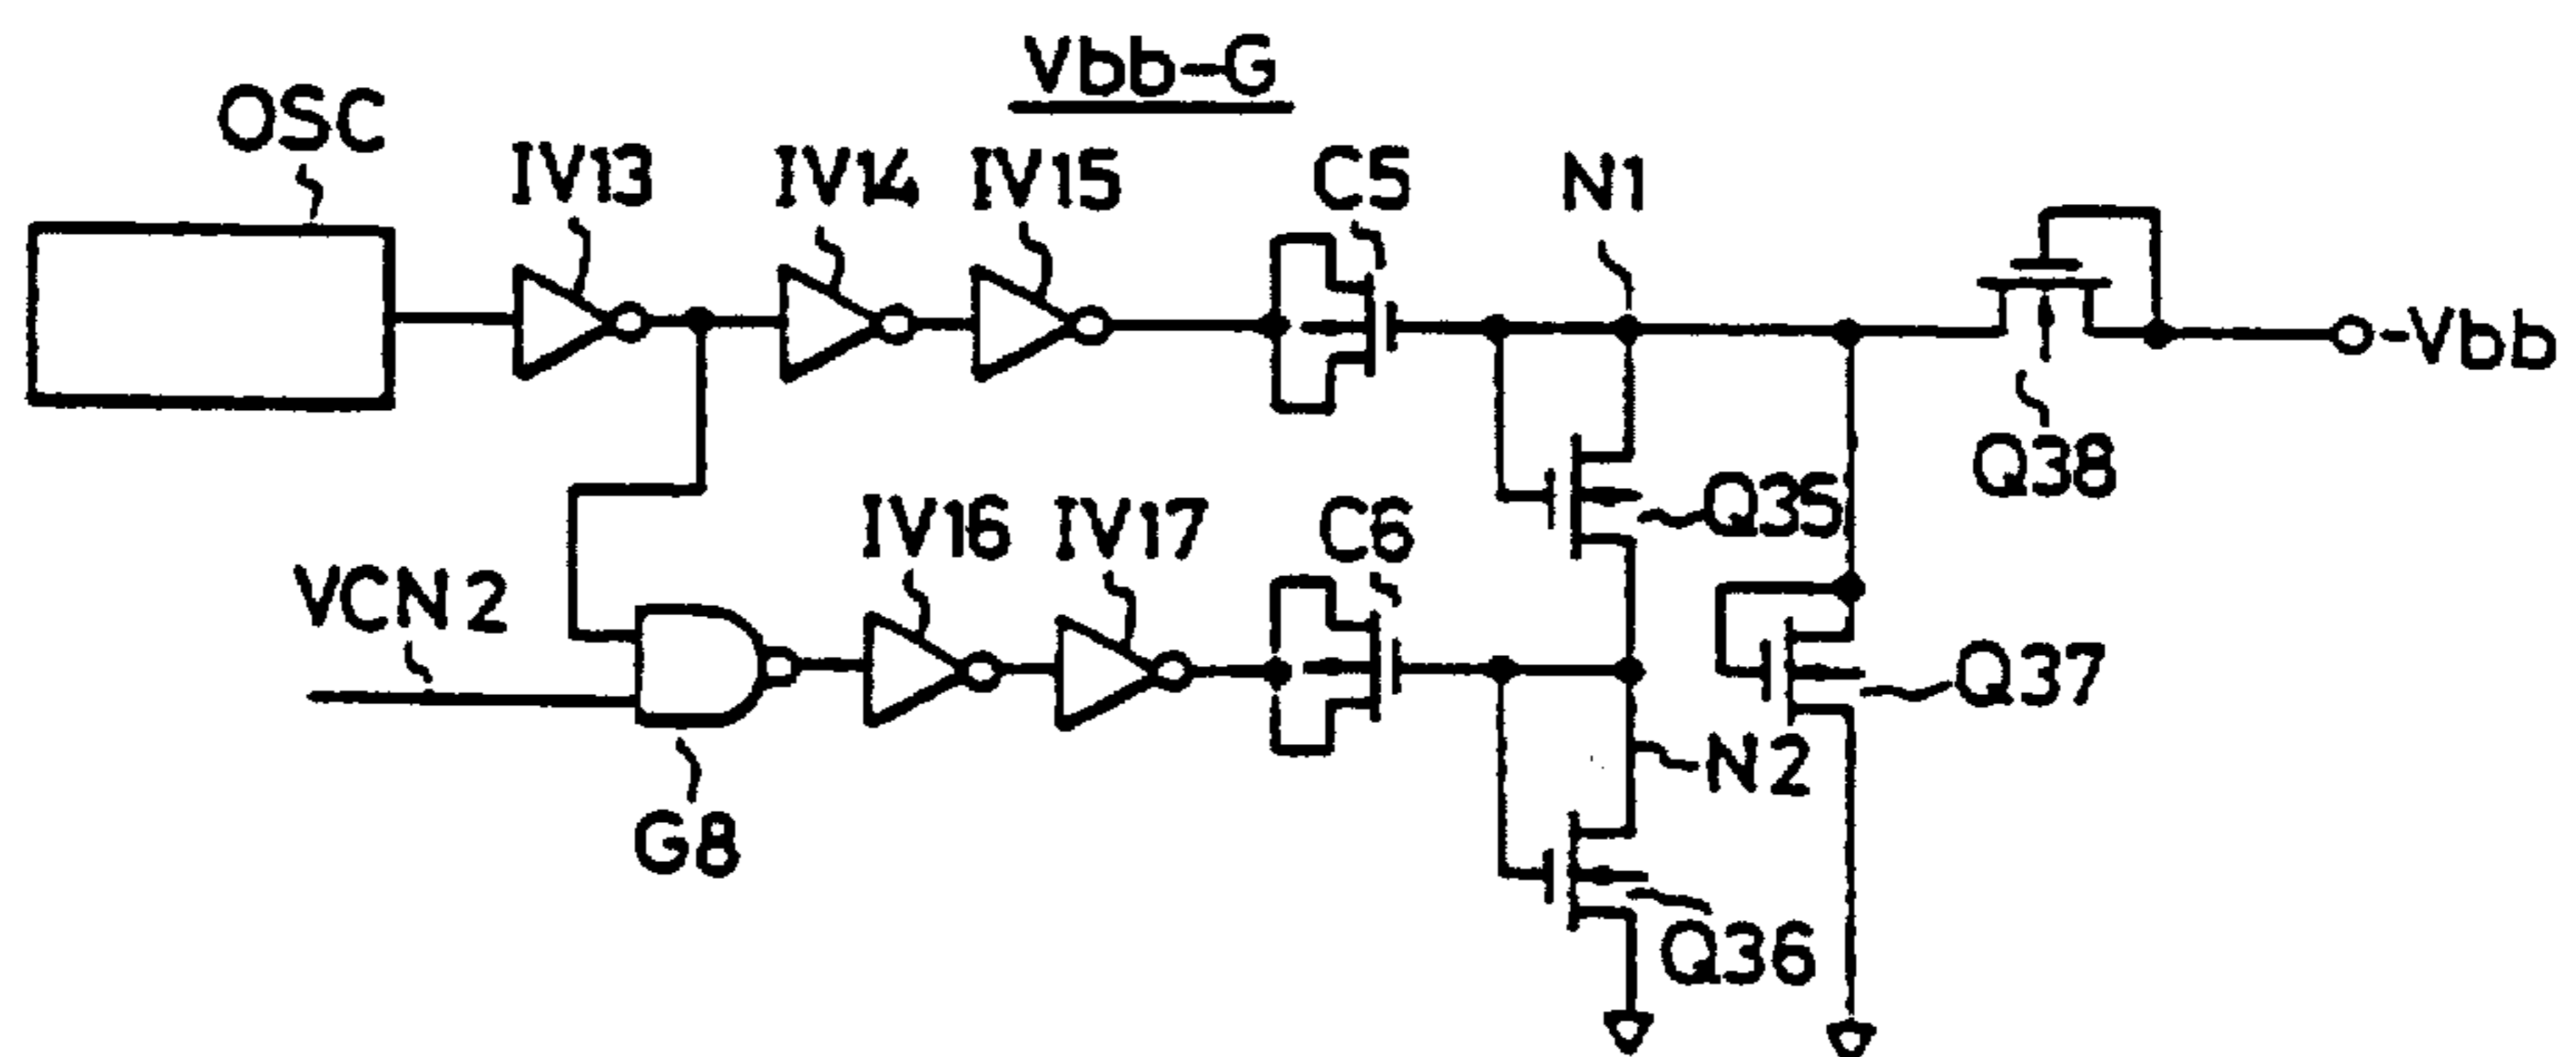 Vbb-G
OSC
IV13
IV14
IV15
C5
N1
-Vbb
Q38
Q35
IV16
IV17
C6
VCN2
Q37
N2
G8
Q36